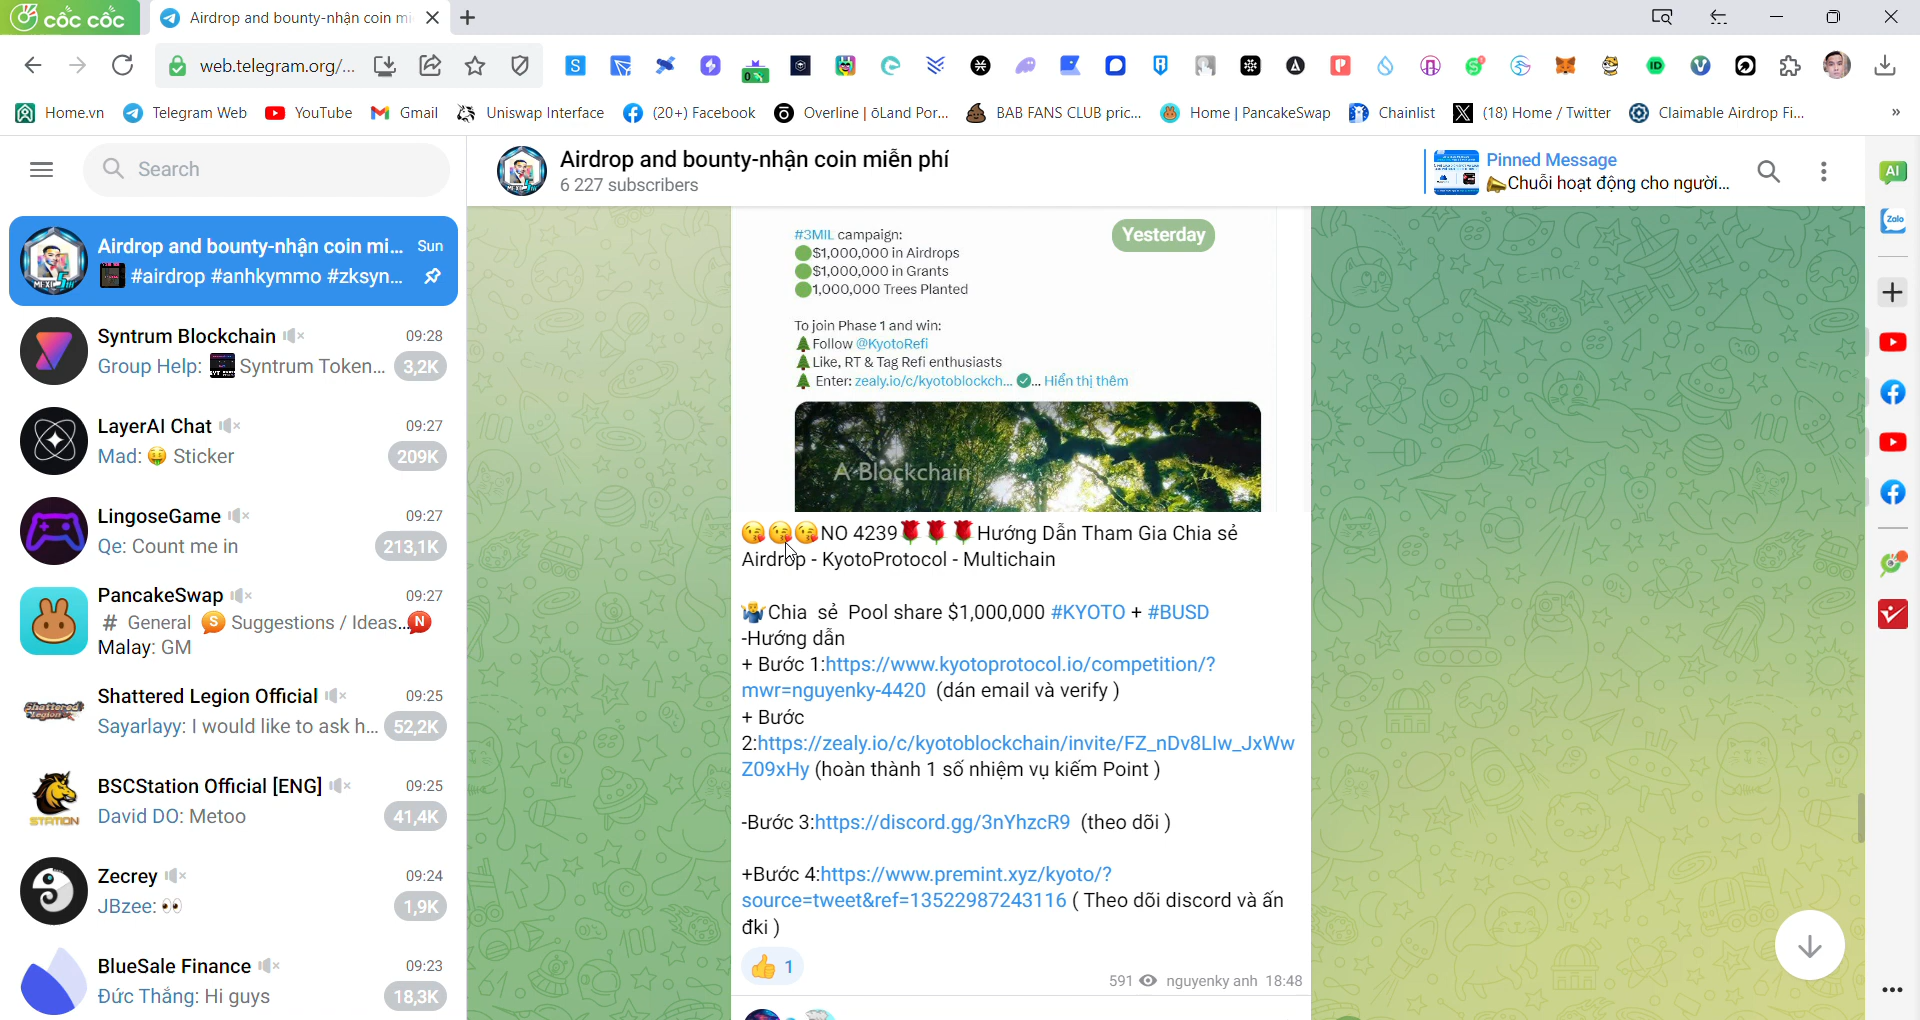 cốc cốc
Airdrop and bounty-nhận coin mi
web.telegram.org/...
Home.vn
Telegram Web
YouTube
Gmail
Uniswap Interface
(20+) Facebook
Overline | ōLand Por...
BAB FANS CLUB pric...
Home | PancakeSwap
Chainlist
(18) Home / Twitter
Claimable Airdrop Fi...
»
Search
Airdrop and bounty-nhận coin mi... Sun
#airdrop #anhkymmo #zksyn...
Syntrum Blockchain 09:28
Group Help: Syntrum Token... 3,2K
LayerAI Chat 09:27
Mad: 🤑 Sticker 209K
LingoseGame 09:27
Qe: Count me in 213,1K
PancakeSwap 09:27
# General S Suggestions / Ideas... N
Malay: GM
Shattered Legion Official 09:25
Sayarlayy: I would like to ask h... 52,2K
BSCStation Official [ENG] 09:25
David DO: Metoo 41,4K
Zecrey 09:24
JBzee: 👀 1,9K
BlueSale Finance 09:23
Đức Thắng: Hi guys 18,3K
Airdrop and bounty-nhận coin miễn phí
6 227 subscribers
Pinned Message
📣Chuỗi hoạt động cho người...
Yesterday
#3MIL campaign:
🟢$1,000,000 in Airdrops
🟢$1,000,000 in Grants
🟢1,000,000 Trees Planted
To join Phase 1 and win:
🌲Follow @KyotoRefi
🌲Like, RT & Tag Refi enthusiasts
🌲 Enter: zealy.io/c/kyotoblockch... ✅... Hiển thị thêm
A Blockchain
😘😘😘NO 4239🌹🌹🌹Hướng Dẫn Tham Gia Chia sẻ
Airdrop - KyotoProtocol - Multichain
🤷‍♂️Chia sẻ Pool share $1,000,000 #KYOTO + #BUSD
-Hướng dẫn
+ Bước 1:https://www.kyotoprotocol.io/competition/?
mwr=nguyenky-4420 (dán email và verify )
+ Bước
2:https://zealy.io/c/kyotoblockchain/invite/FZ_nDv8LIw_JxWw
Z09xHy (hoàn thành 1 số nhiệm vụ kiếm Point )
-Bước 3:https://discord.gg/3nYhzcR9 (theo dõi )
+Bước 4:https://www.premint.xyz/kyoto/?
source=tweet&ref=13522987243116 ( Theo dõi discord và ấn
đki )
👍 1
591 nguyenky anh 18:48
AI
Zalo